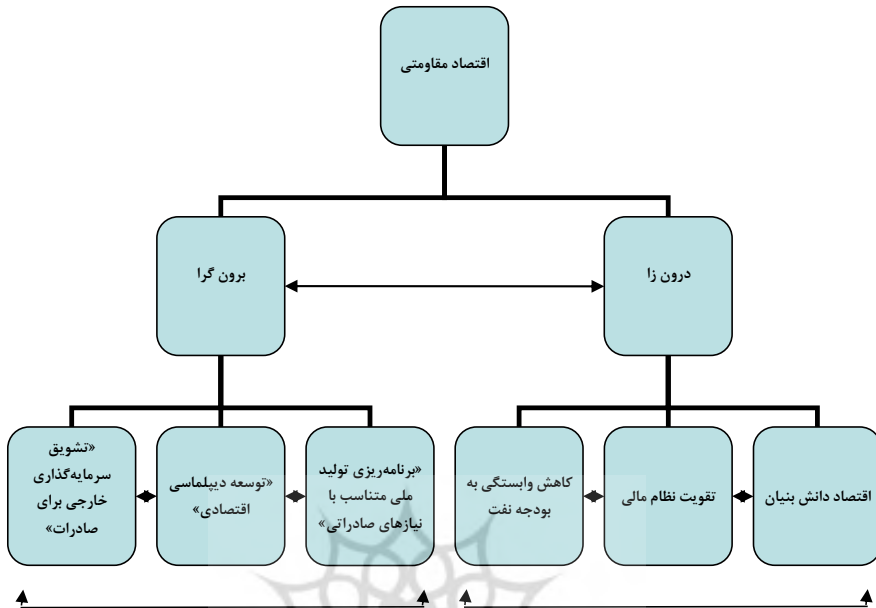 اقتصاد مقاومتی
درون زا
برون گرا
اقتصاد دانش بنیان
تقویت نظام مالی
کاهش وابستگی به
بودجه نفت
«برنامه‌ریزی تولید
ملی متناسب با
نیازهای صادراتی»
«توسعه دیپلماسی
اقتصادی»
«تشویق
سرمایه‌گذاری
خارجی برای
صادرات»